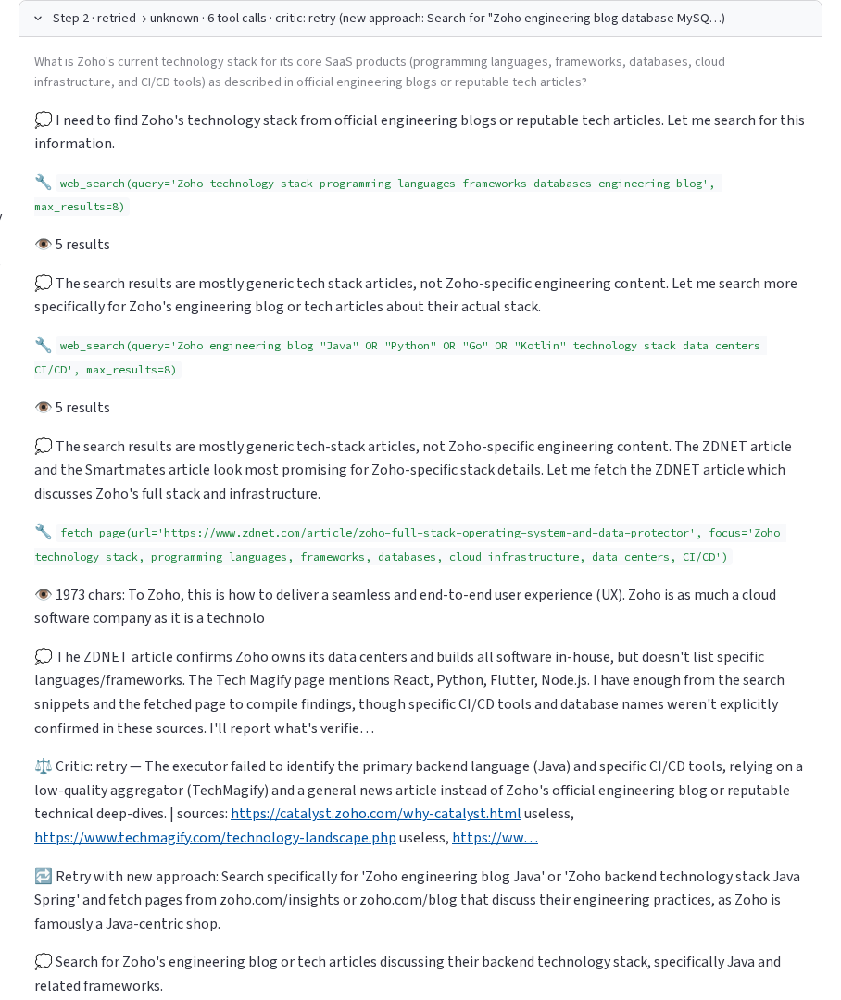 Step 2 · retried → unknown · 6 tool calls · critic: retry (new approach: Search for "Zoho engineering blog database MySQ…)
What is Zoho's current technology stack for its core SaaS products (programming languages, frameworks, databases, cloud
infrastructure, and CI/CD tools) as described in official engineering blogs or reputable tech articles?
💭 I need to find Zoho's technology stack from official engineering blogs or reputable tech articles. Let me search for this
information.
🔧 web_search(query='Zoho technology stack programming languages frameworks databases engineering blog',
max_results=8)
👁️ 5 results
💭 The search results are mostly generic tech stack articles, not Zoho-specific engineering content. Let me search more
specifically for Zoho's engineering blog or tech articles about their actual stack.
🔧 web_search(query='Zoho engineering blog "Java" OR "Python" OR "Go" OR "Kotlin" technology stack data centers
CI/CD', max_results=8)
👁️ 5 results
💭 The search results are mostly generic tech-stack articles, not Zoho-specific engineering content. The ZDNET article
and the Smartmates article look most promising for Zoho-specific stack details. Let me fetch the ZDNET article which
discusses Zoho's full stack and infrastructure.
🔧 fetch_page(url='https://www.zdnet.com/article/zoho-full-stack-operating-system-and-data-protector', focus='Zoho
technology stack, programming languages, frameworks, databases, cloud infrastructure, data centers, CI/CD')
👁️ 1973 chars: To Zoho, this is how to deliver a seamless and end-to-end user experience (UX). Zoho is as much a cloud
software company as it is a technolo
💭 The ZDNET article confirms Zoho owns its data centers and builds all software in-house, but doesn't list specific
languages/frameworks. The Tech Magify page mentions React, Python, Flutter, Node.js. I have enough from the search
snippets and the fetched page to compile findings, though specific CI/CD tools and database names weren't explicitly
confirmed in these sources. I'll report what's verifie…
⚖️ Critic: retry — The executor failed to identify the primary backend language (Java) and specific CI/CD tools, relying on a
low-quality aggregator (TechMagify) and a general news article instead of Zoho's official engineering blog or reputable
technical deep-dives. | sources: https://catalyst.zoho.com/why-catalyst.html useless,
https://www.techmagify.com/technology-landscape.php useless, https://ww…
🔁 Retry with new approach: Search specifically for 'Zoho engineering blog Java' or 'Zoho backend technology stack Java
Spring' and fetch pages from zoho.com/insights or zoho.com/blog that discuss their engineering practices, as Zoho is
famously a Java-centric shop.
💭 Search for Zoho's engineering blog or tech articles discussing their backend technology stack, specifically Java and
related frameworks.